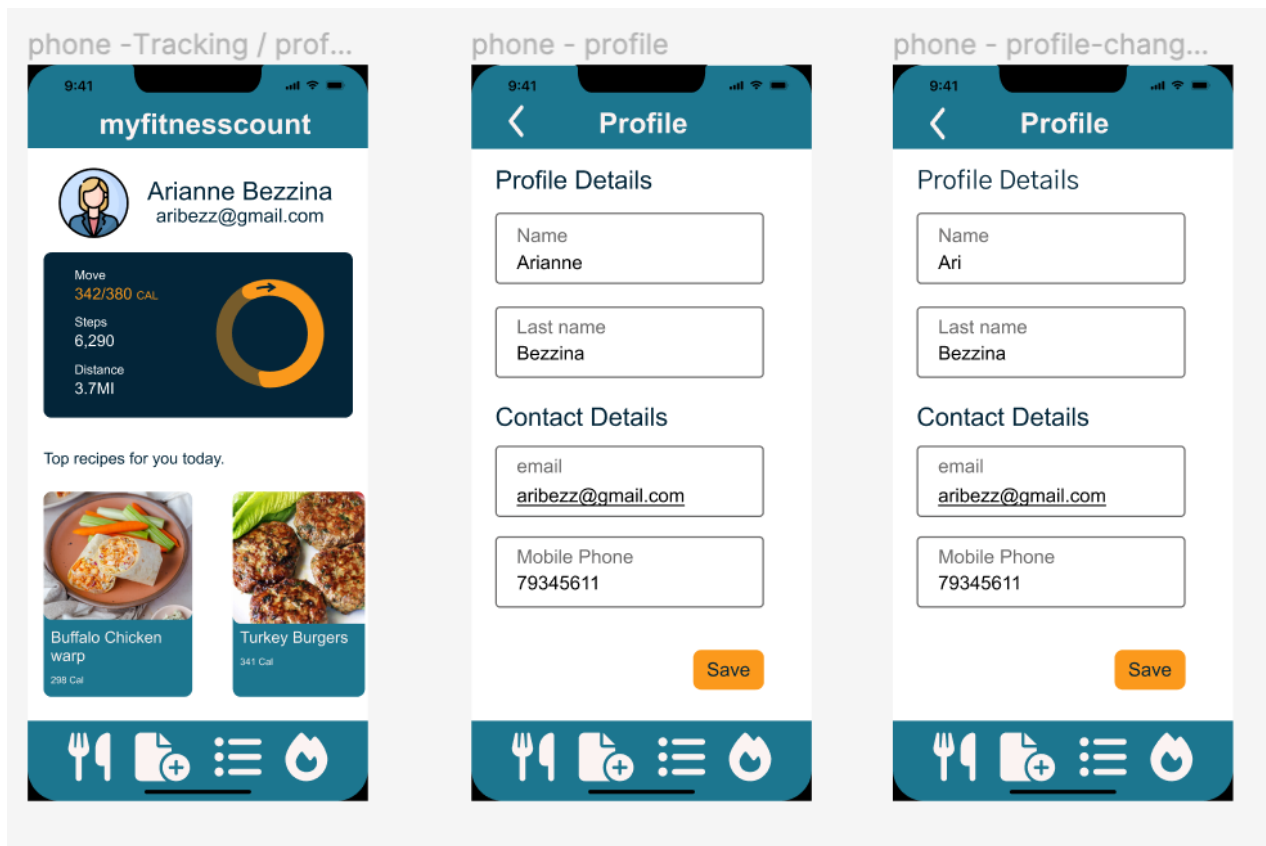 phone -Tracking / prof...
9:41
myfitnesscount
Arianne Bezzina
aribezz@gmail.com
Move
342/380 CAL
Steps
6,290
Distance
3.7MI
Top recipes for you today.
Buffalo Chicken
warp
298 Cal
Turkey Burgers
341 Cal
phone - profile
9:41
Profile
Profile Details
Name
Arianne
Last name
Bezzina
Contact Details
email
aribezz@gmail.com
Mobile Phone
79345611
Save
phone - profile-chang...
9:41
Profile
Profile Details
Name
Ari
Last name
Bezzina
Contact Details
email
aribezz@gmail.com
Mobile Phone
79345611
Save